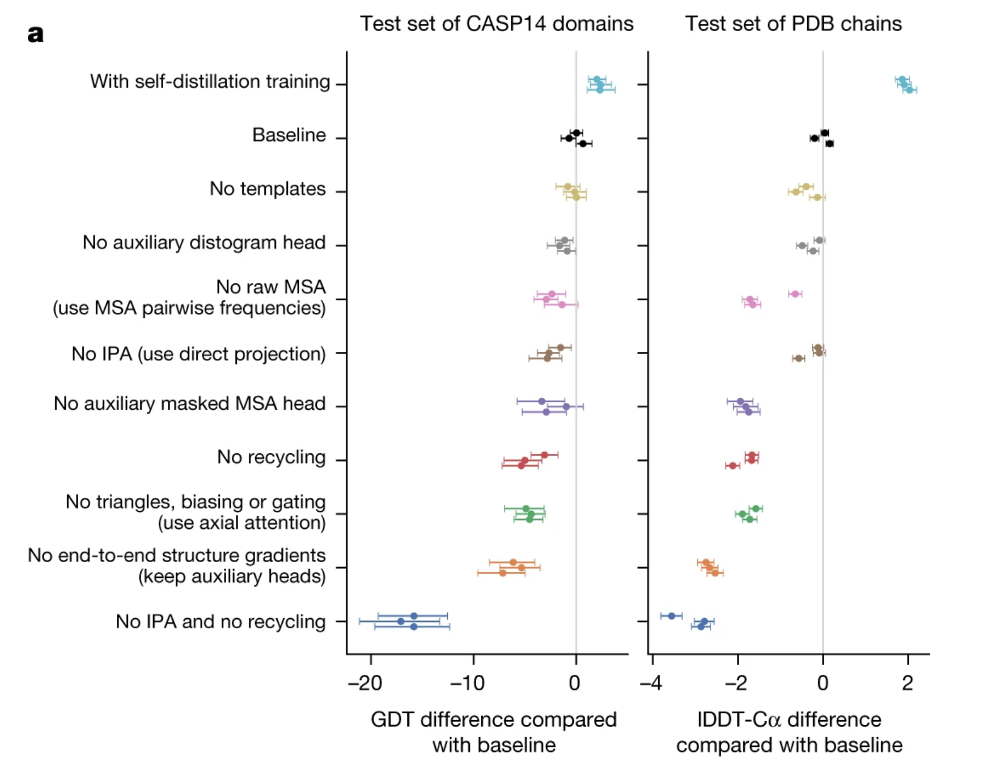 a
Test set of CASP14 domains
Test set of PDB chains
With self-distillation training
Baseline
No templates
No auxiliary distogram head
No raw MSA
(use MSA pairwise frequencies)
No IPA (use direct projection)
No auxiliary masked MSA head
No recycling
No triangles, biasing or gating
(use axial attention)
No end-to-end structure gradients
(keep auxiliary heads)
No IPA and no recycling
–20 –10 0
–4 –2 0 2
GDT difference compared
with baseline
lDDT-Cα difference
compared with baseline